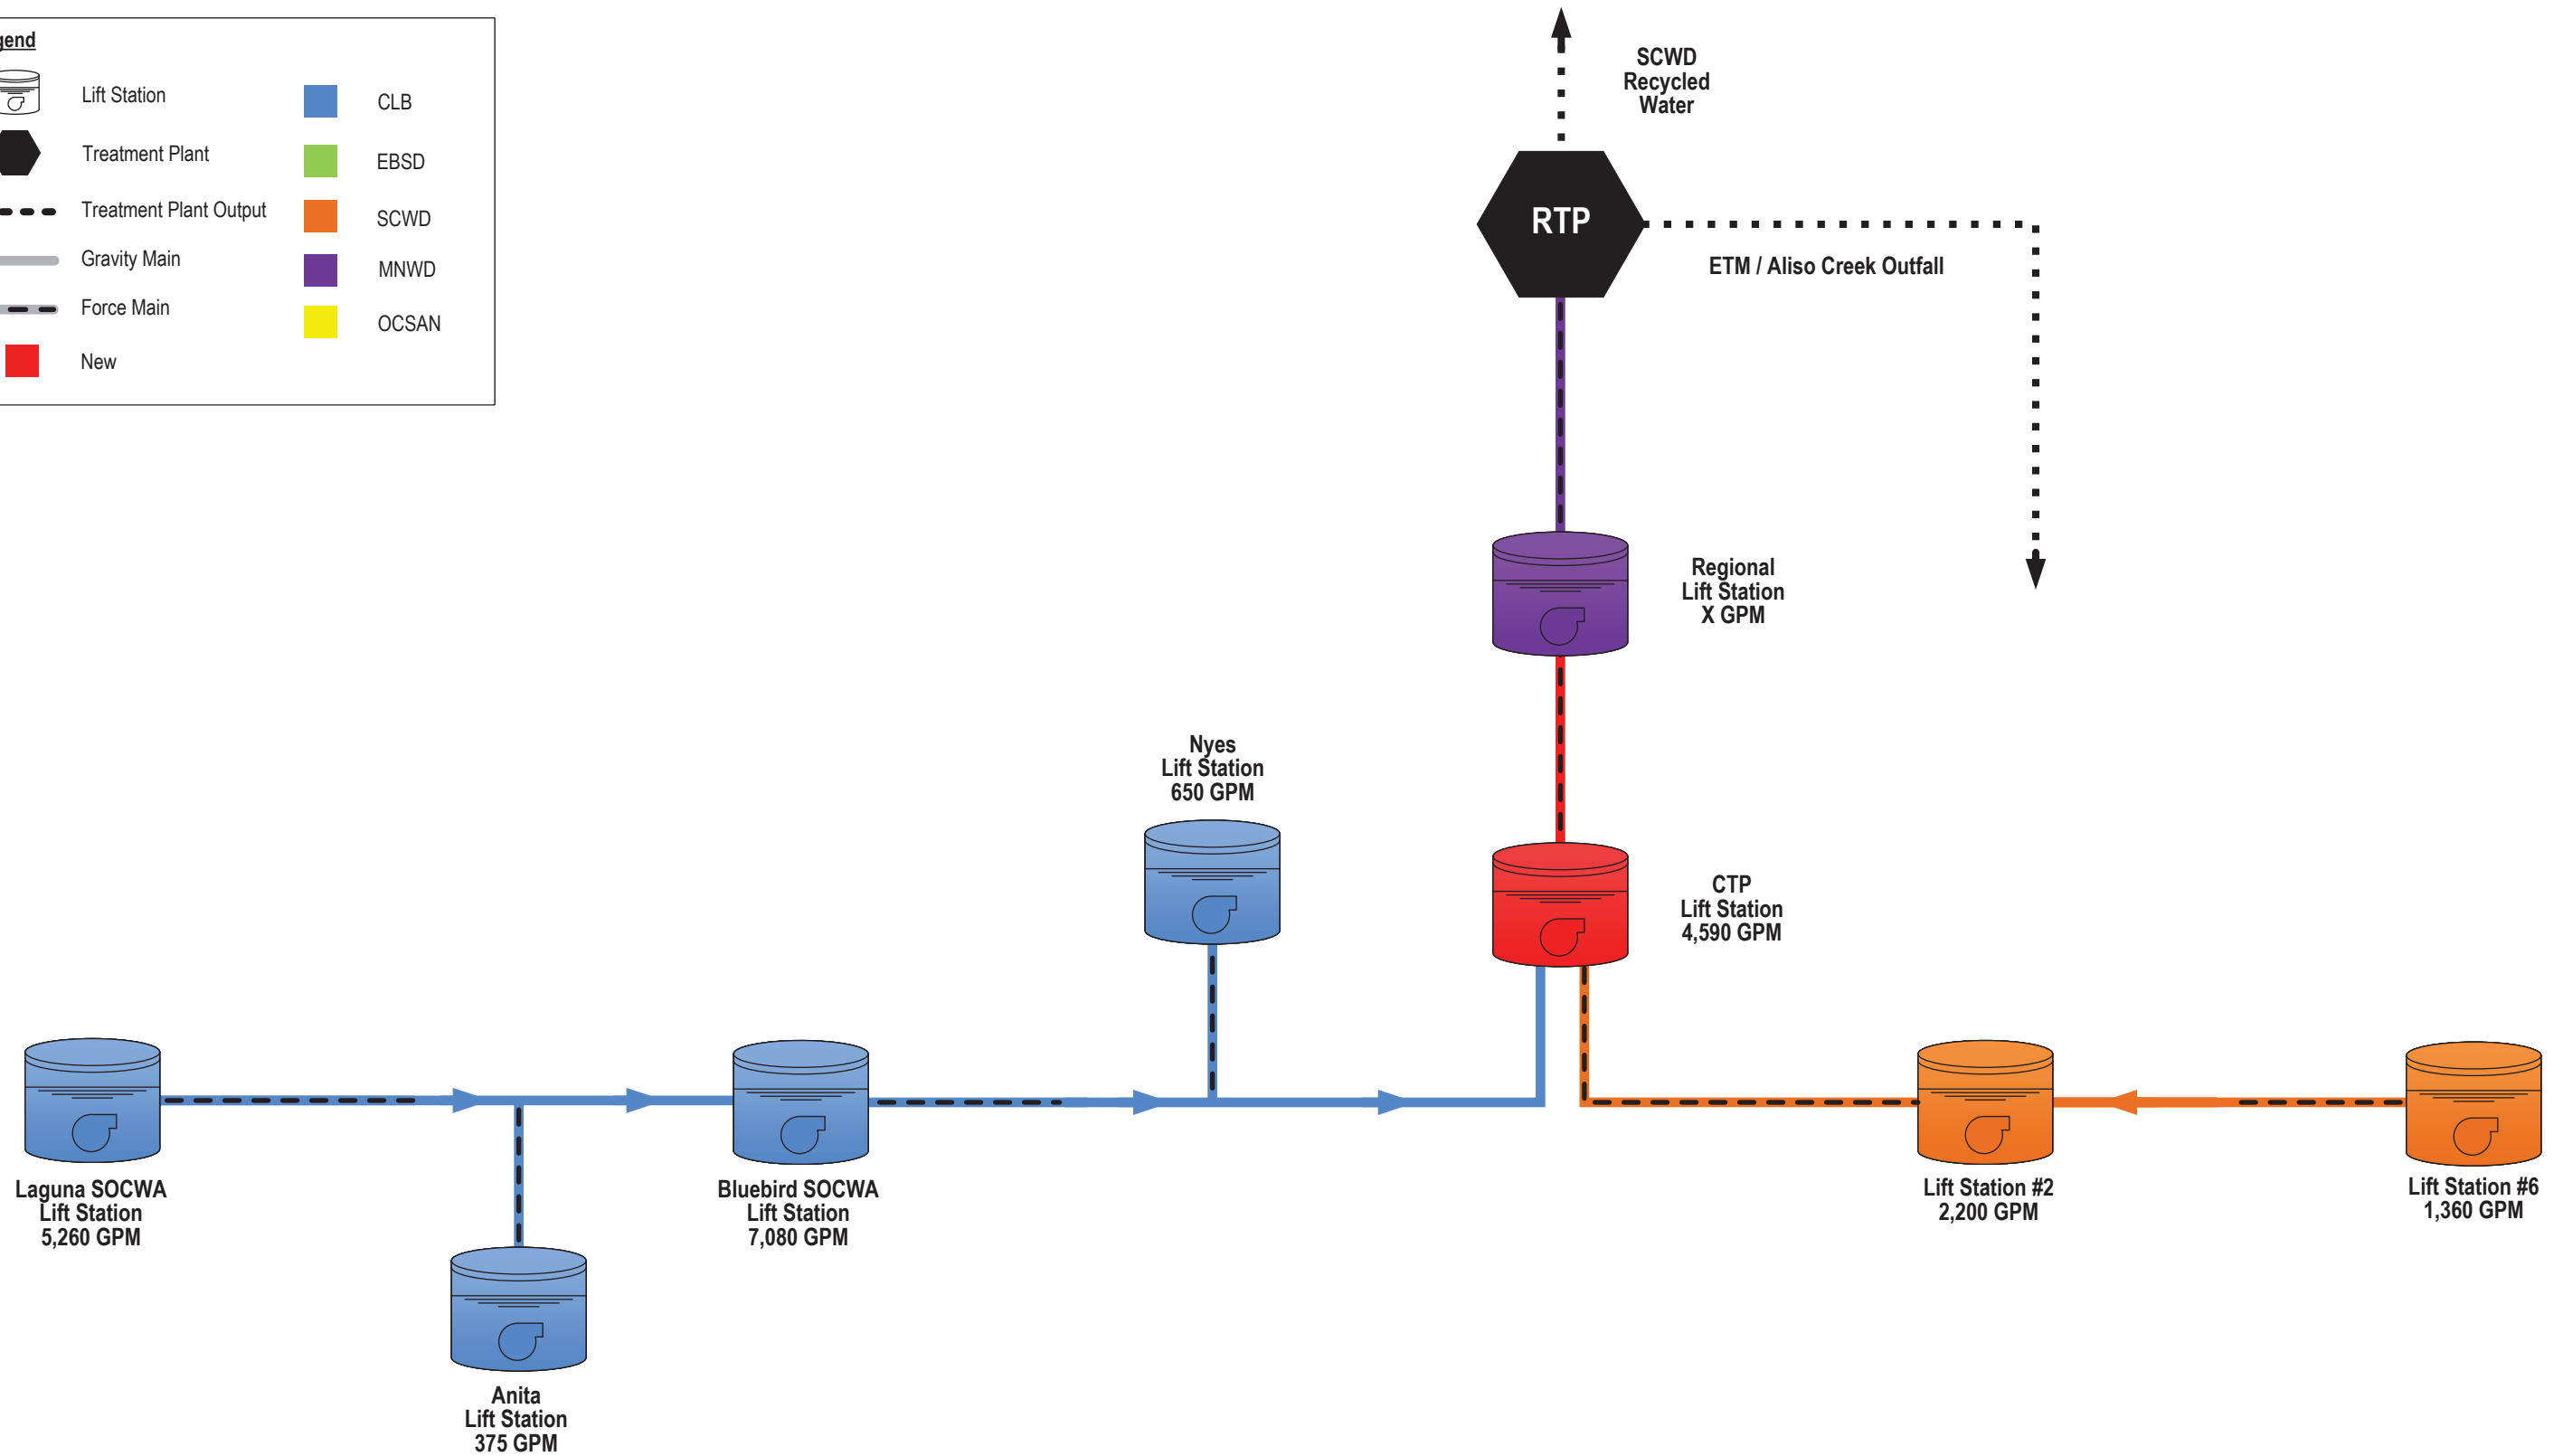 gend
Lift Station
Treatment Plant
Treatment Plant Output
Gravity Main
Force Main
New
CLB
EBSD
SCWD
MNWD
OCSAN
SCWD
Recycled
Water
RTP
ETM / Aliso Creek Outfall
Regional
Lift Station
X GPM
Nyes
Lift Station
650 GPM
CTP
Lift Station
4,590 GPM
Laguna SOCWA
Lift Station
5,260 GPM
Bluebird SOCWA
Lift Station
7,080 GPM
Lift Station #2
2,200 GPM
Lift Station #6
1,360 GPM
Anita
Lift Station
375 GPM